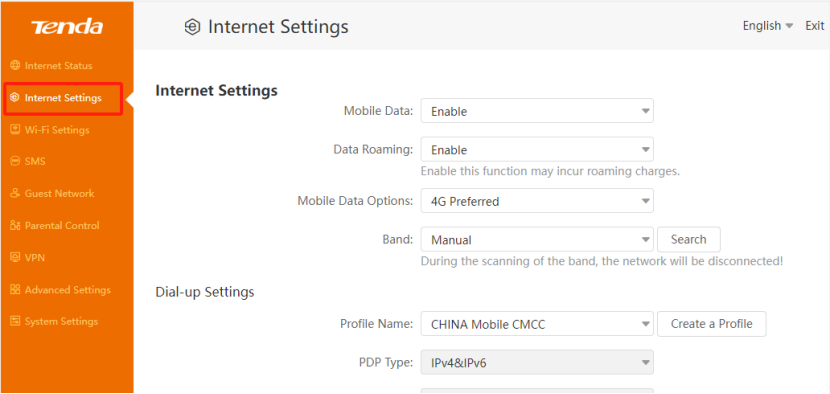 Tenda
Internet Settings
English
Exit
Internet Status
Internet Settings
Wi-Fi Settings
SMS
Guest Network
Parental Control
VPN
Advanced Settings
System Settings
Internet Settings
Mobile Data: Enable
Data Roaming: Enable
Enable this function may incur roaming charges.
Mobile Data Options: 4G Preferred
Band: Manual Search
During the scanning of the band, the network will be disconnected!
Dial-up Settings
Profile Name: CHINA Mobile CMCC Create a Profile
PDP Type: IPv4&IPv6